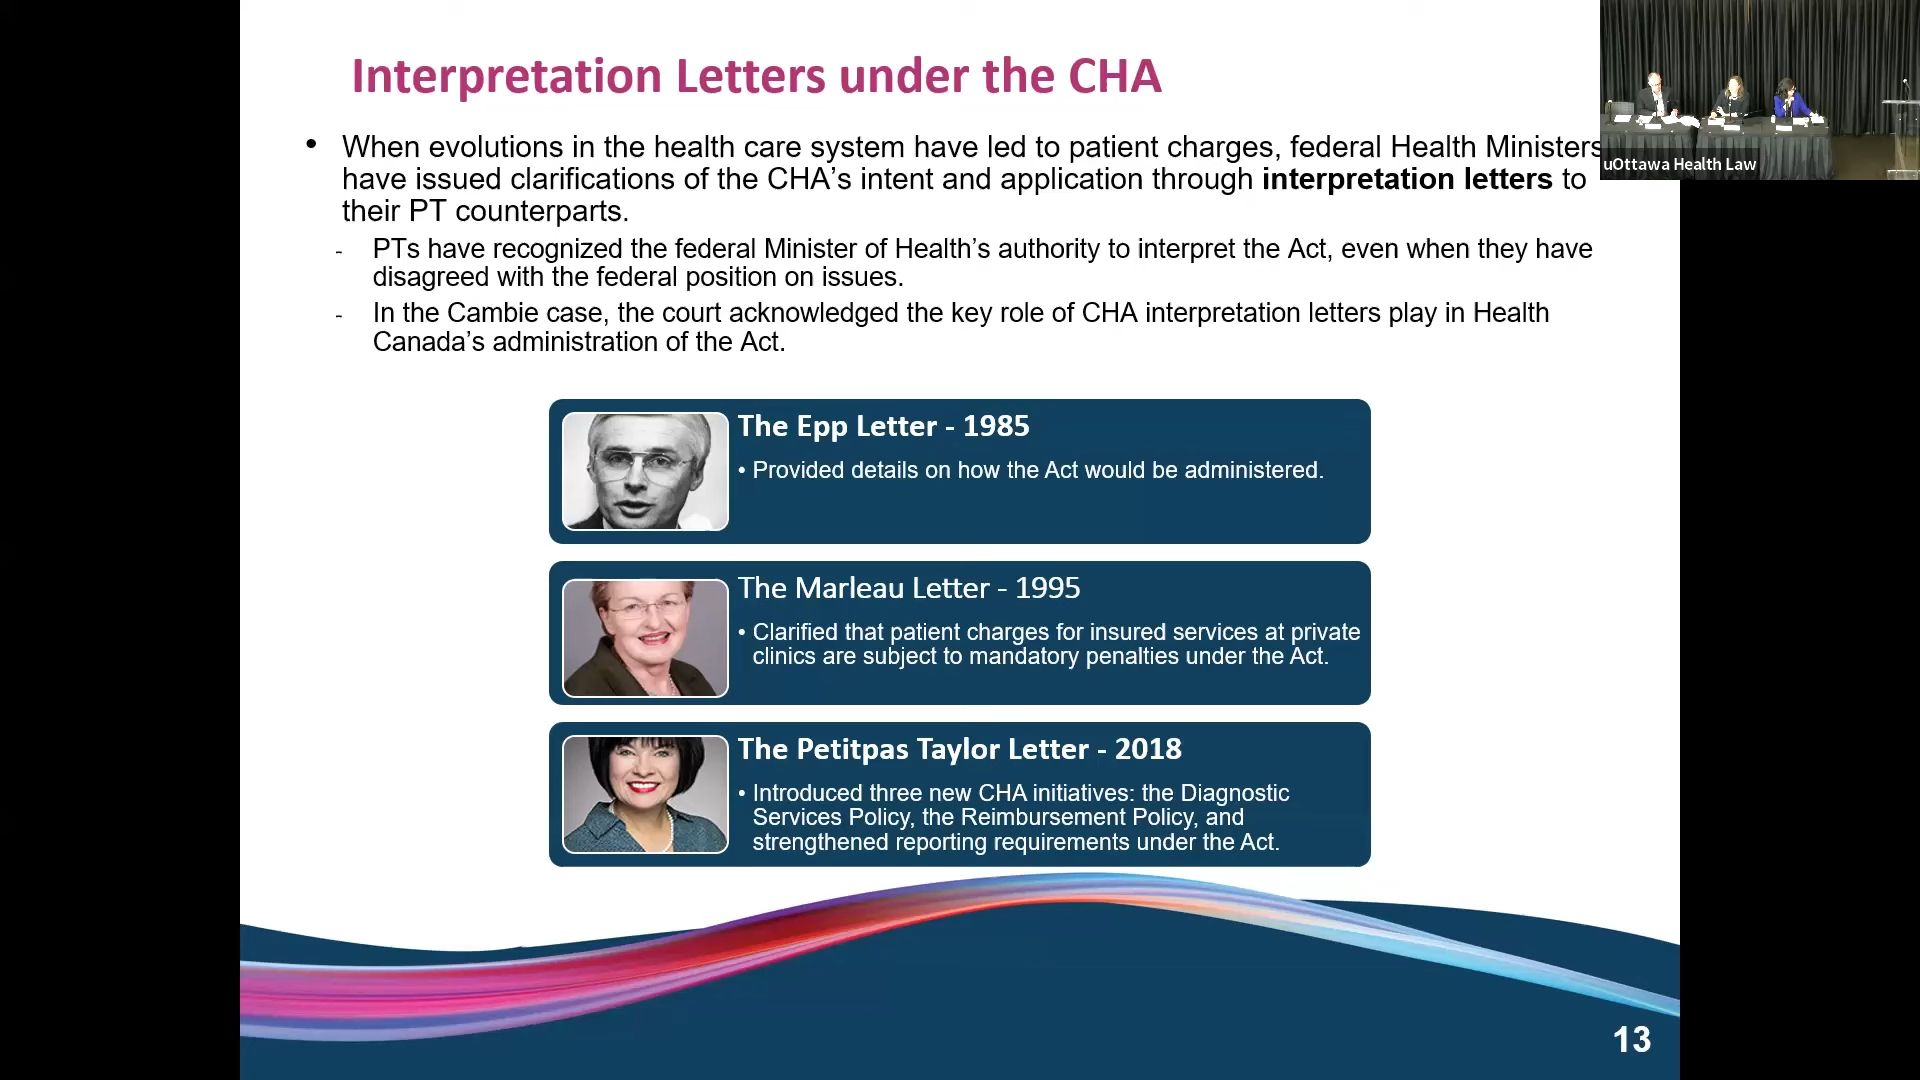 Interpretation Letters under the CHA
uOttawa Health Law
• When evolutions in the health care system have led to patient charges, federal Health Ministers
have issued clarifications of the CHA’s intent and application through interpretation letters to
their PT counterparts.
- PTs have recognized the federal Minister of Health’s authority to interpret the Act, even when they have
disagreed with the federal position on issues.
- In the Cambie case, the court acknowledged the key role of CHA interpretation letters play in Health
Canada’s administration of the Act.
The Epp Letter - 1985
• Provided details on how the Act would be administered.
The Marleau Letter - 1995
• Clarified that patient charges for insured services at private
clinics are subject to mandatory penalties under the Act.
The Petitpas Taylor Letter - 2018
• Introduced three new CHA initiatives: the Diagnostic
Services Policy, the Reimbursement Policy, and
strengthened reporting requirements under the Act.
13